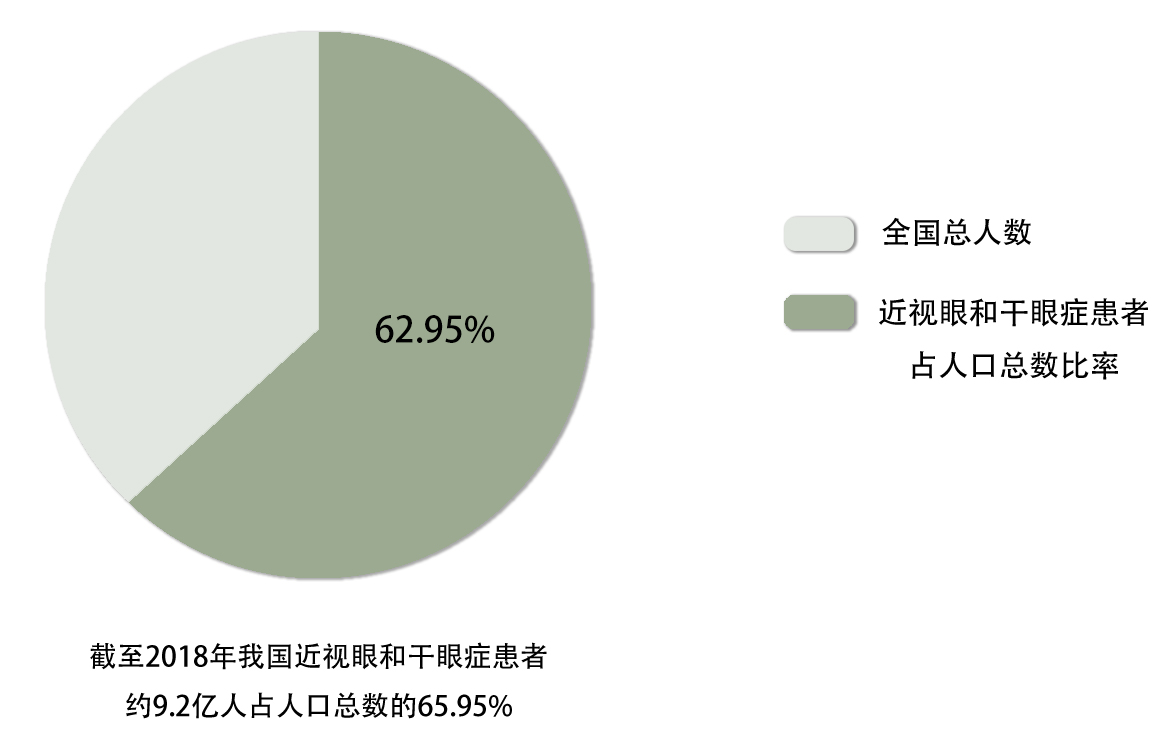 62.95%
全国总人数
近视眼和干眼症患者
占人口总数比率
截至2018年我国近视眼和干眼症患者
约9.2亿人占人口总数的65.95%